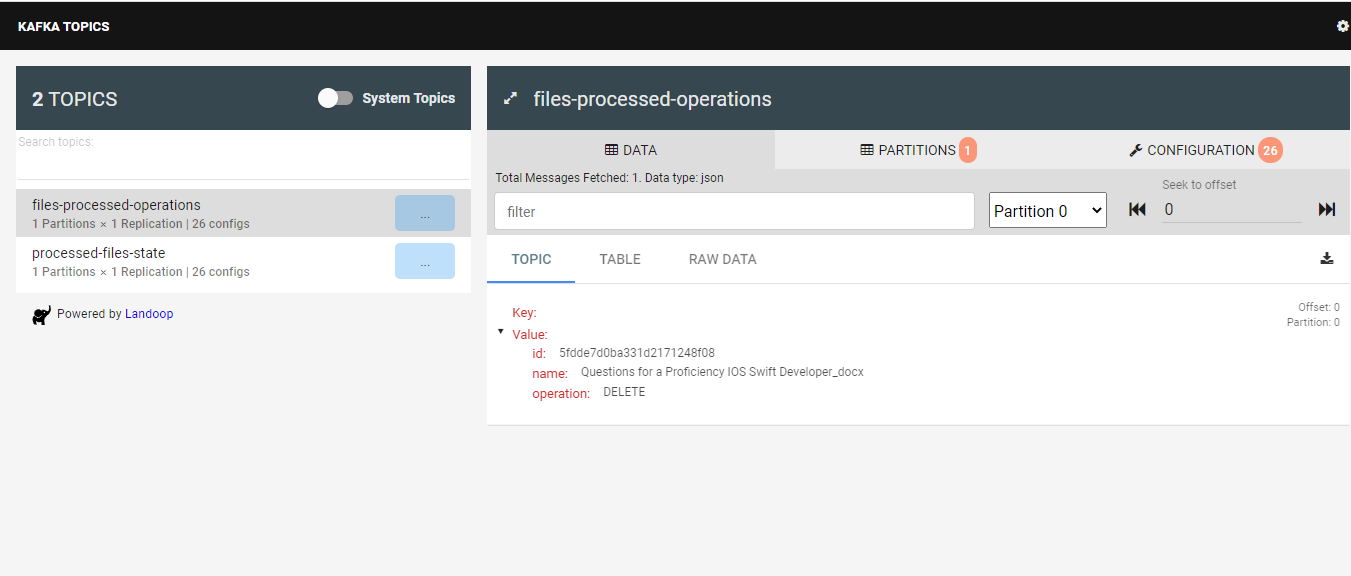 KAFKA TOPICS
2 TOPICS
System Topics
Search topics:
files-processed-operations
1 Partitions × 1 Replication | 26 configs
...
processed-files-state
1 Partitions × 1 Replication | 26 configs
...
Powered by Landoop
files-processed-operations
DATA
PARTITIONS 1
CONFIGURATION 26
Total Messages Fetched: 1. Data type: json
filter
Partition 0
Seek to offset
0
TOPIC
TABLE
RAW DATA
Offset: 0
Partition: 0
Key:
Value:
id: 5fdde7d0ba331d2171248f08
name: Questions for a Proficiency IOS Swift Developer_docx
operation: DELETE